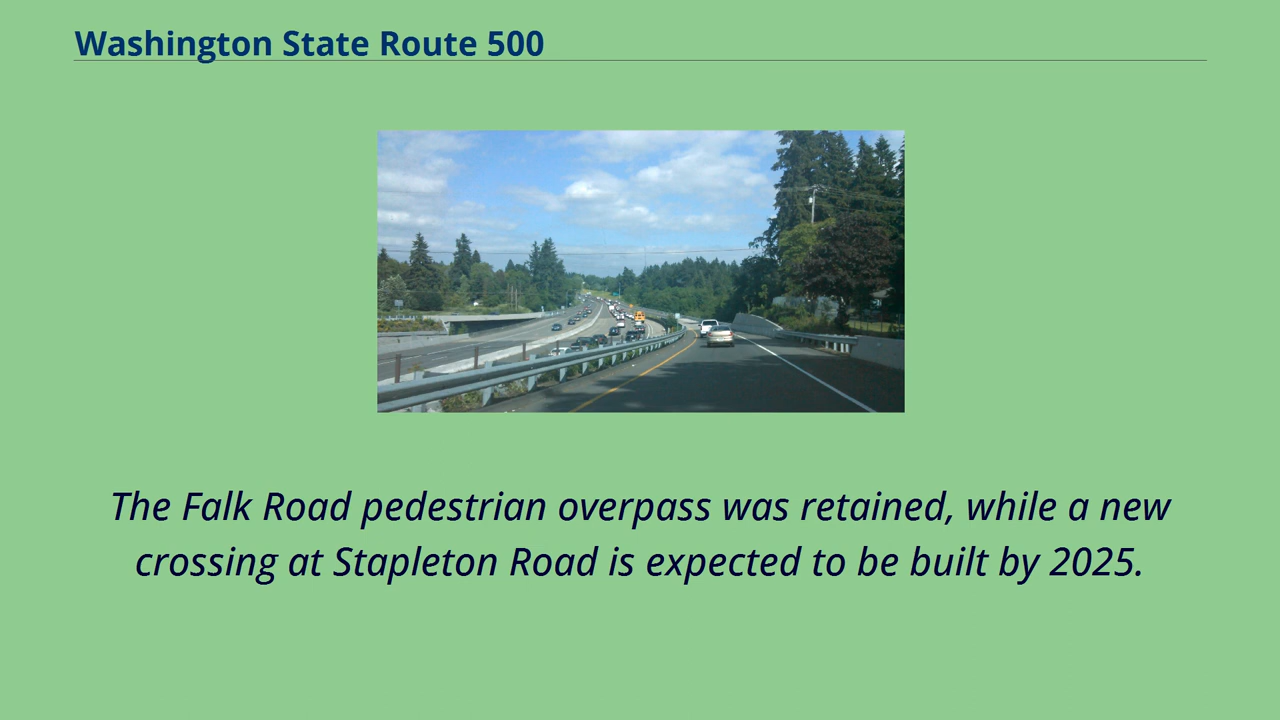 Washington State Route 500
The Falk Road pedestrian overpass was retained, while a new
crossing at Stapleton Road is expected to be built by 2025.